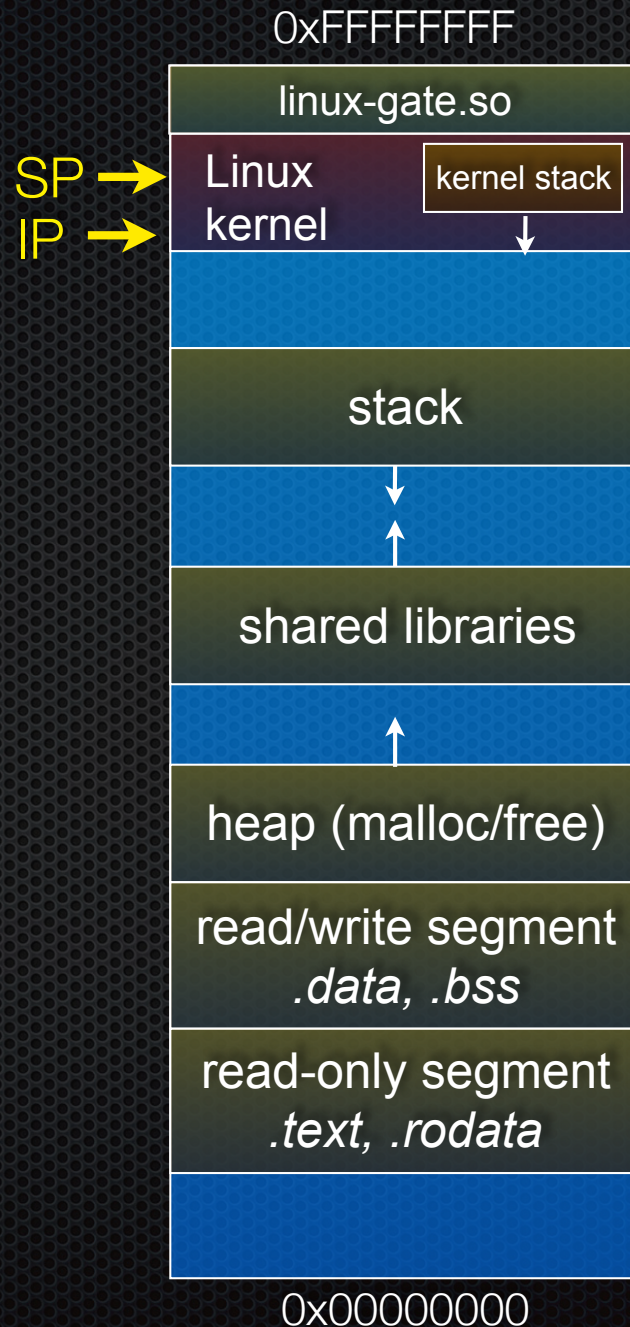 0xFFFFFFFF
linux-gate.so
SP
IP
Linux
kernel
kernel stack
stack
shared libraries
heap (malloc/free)
read/write segment
.data, .bss
read-only segment
.text, .rodata
0x00000000